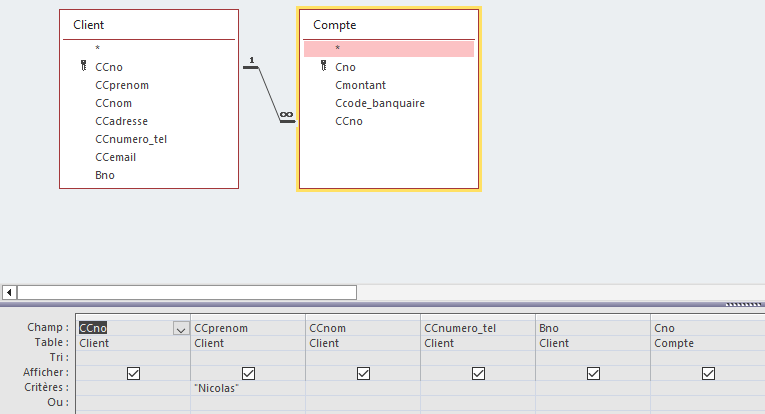 Client
*
CCno
CCprenom
CCnom
CCadresse
CCnumero_tel
CCemail
Bno
1
∞
Compte
*
Cno
Cmontant
Ccode_banquaire
CCno
Champ : CCno CCprenom CCnom CCnumero_tel Bno Cno
Table : Client Client Client Client Client Compte
Tri :
Afficher :
Critères : "Nicolas"
Ou :